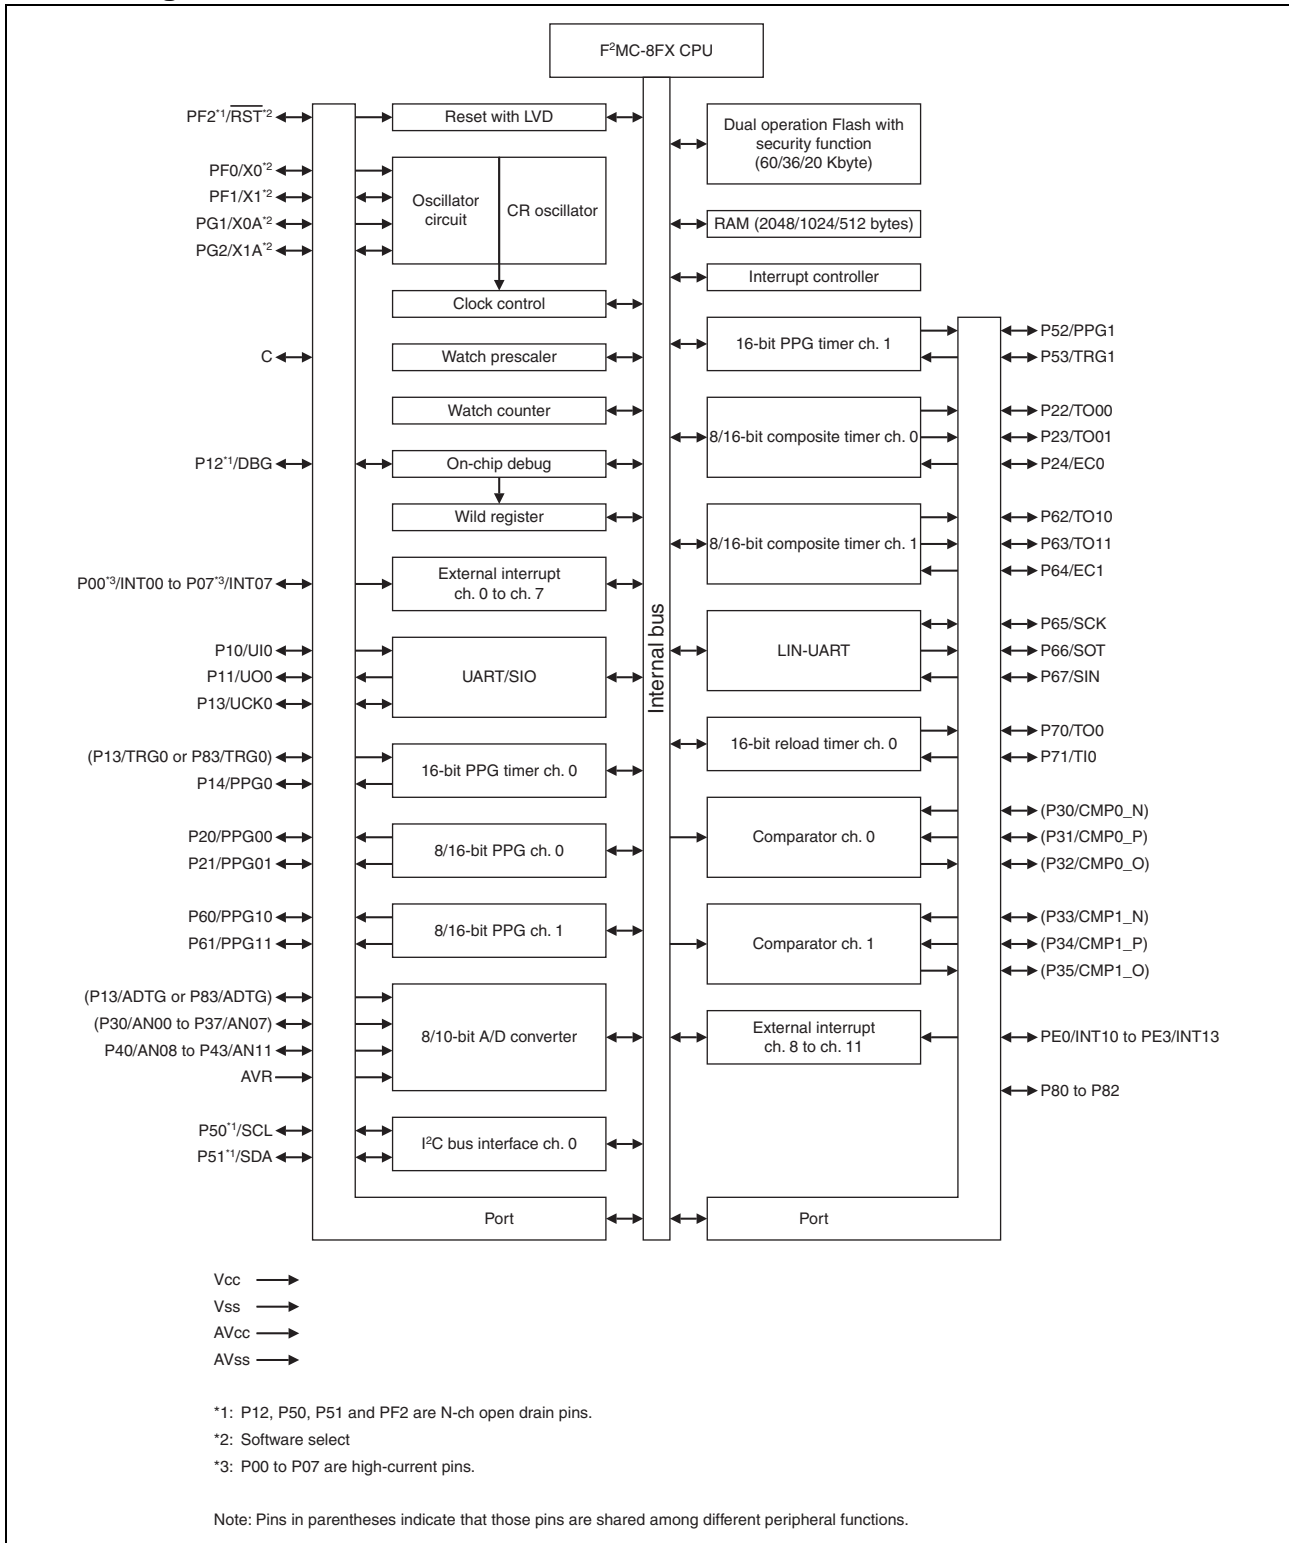 F²MC-8FX CPU
PF2*1/RST*2
PF0/X0*2
PF1/X1*2
PG1/X0A*2
PG2/X1A*2
C
P12*1/DBG
P00*3/INT00 to P07*3/INT07
P10/UI0
P11/UO0
P13/UCK0
(P13/TRG0 or P83/TRG0)
P14/PPG0
P20/PPG00
P21/PPG01
P60/PPG10
P61/PPG11
(P13/ADTG or P83/ADTG)
(P30/AN00 to P37/AN07)
P40/AN08 to P43/AN11
AVR
P50*1/SCL
P51*1/SDA
Reset with LVD
Oscillator
circuit
CR oscillator
Clock control
Watch prescaler
Watch counter
On-chip debug
Wild register
External interrupt
ch. 0 to ch. 7
UART/SIO
16-bit PPG timer ch. 0
8/16-bit PPG ch. 0
8/16-bit PPG ch. 1
8/10-bit A/D converter
I²C bus interface ch. 0
Port
Internal bus
Dual operation Flash with
security function
(60/36/20 Kbyte)
RAM (2048/1024/512 bytes)
Interrupt controller
16-bit PPG timer ch. 1
8/16-bit composite timer ch. 0
8/16-bit composite timer ch. 1
LIN-UART
16-bit reload timer ch. 0
Comparator ch. 0
Comparator ch. 1
External interrupt
ch. 8 to ch. 11
Port
P52/PPG1
P53/TRG1
P22/TO00
P23/TO01
P24/EC0
P62/TO10
P63/TO11
P64/EC1
P65/SCK
P66/SOT
P67/SIN
P70/TO0
P71/TI0
(P30/CMP0_N)
(P31/CMP0_P)
(P32/CMP0_O)
(P33/CMP1_N)
(P34/CMP1_P)
(P35/CMP1_O)
PE0/INT10 to PE3/INT13
P80 to P82
Vcc
Vss
AVcc
AVss
*1: P12, P50, P51 and PF2 are N-ch open drain pins.
*2: Software select
*3: P00 to P07 are high-current pins.
Note: Pins in parentheses indicate that those pins are shared among different peripheral functions.